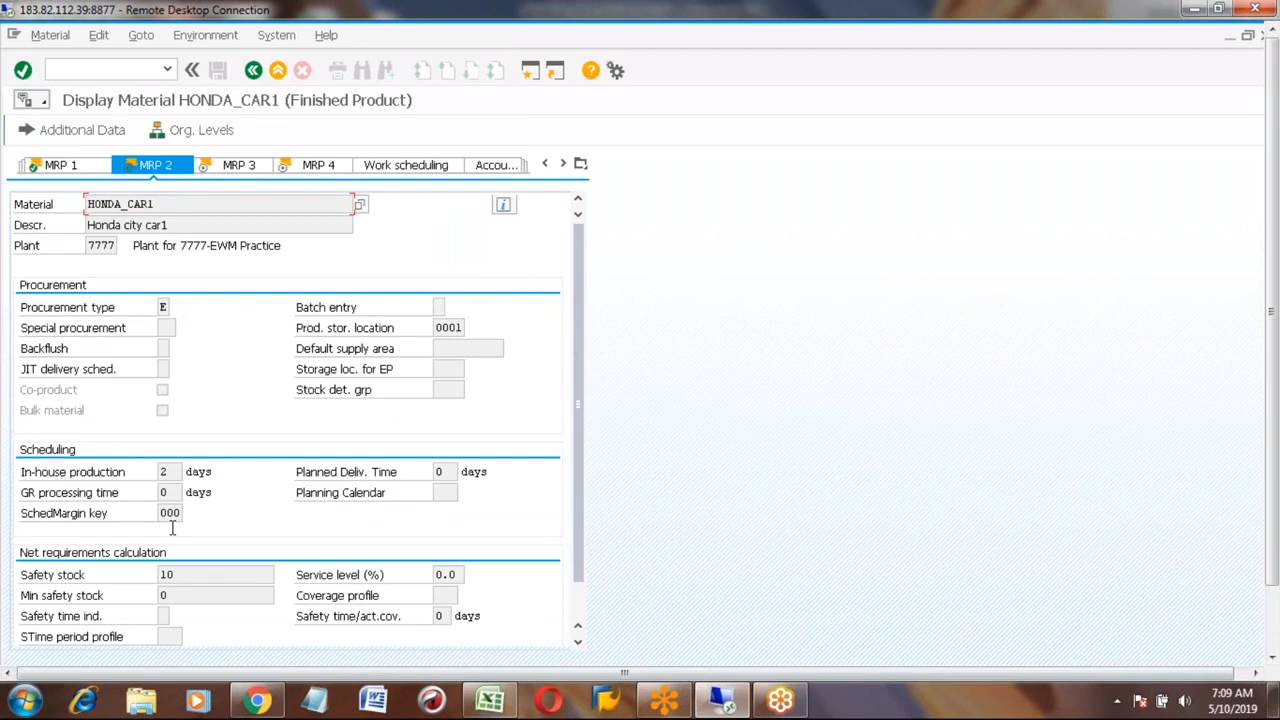 183.82.112.39:8877 - Remote Desktop Connection
Material Edit Goto Environment System Help
Display Material HONDA_CAR1 (Finished Product)
Additional Data Org. Levels
MRP 1 MRP 2 MRP 3 MRP 4 Work scheduling Accou...
Material HONDA_CAR1
Descr. Honda city car1
Plant 7777 Plant for 7777-EWM Practice
Procurement
Procurement type E Batch entry
Special procurement Prod. stor. location 0001
Backflush Default supply area
JIT delivery sched. Storage loc. for EP
Co-product Stock det. grp
Bulk material
Scheduling
In-house production 2 days Planned Deliv. Time 0 days
GR processing time 0 days Planning Calendar
SchedMargin key 000
Net requirements calculation
Safety stock 10 Service level (%) 0.0
Min safety stock 0 Coverage profile
Safety time ind. Safety time/act.cov. 0 days
STime period profile
7:09 AM
5/10/2019